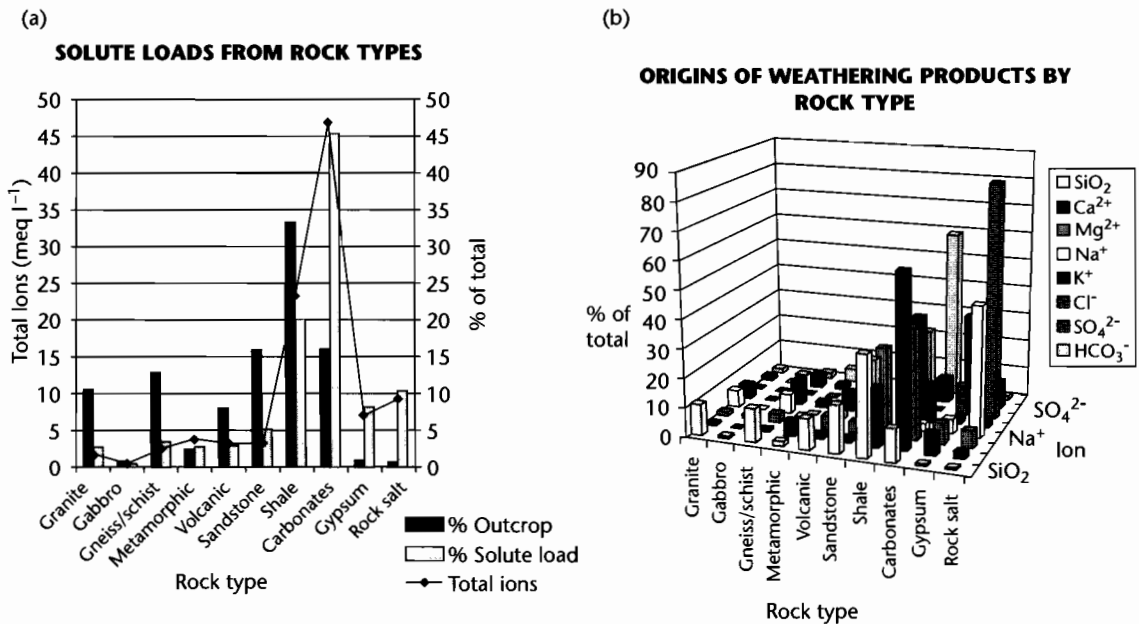 (a)
SOLUTE LOADS FROM ROCK TYPES
50
45
40
35
30
25
20
15
10
5
0
Total Ions (meq l⁻¹)
50
45
40
35
30
25
20
15
10
5
0
% of total
Granite
Gabbro
Gneiss/schist
Metamorphic
Volcanic
Sandstone
Shale
Carbonates
Gypsum
Rock salt
Rock type
% Outcrop
% Solute load
Total ions
(b)
ORIGINS OF WEATHERING PRODUCTS BY
ROCK TYPE
90
80
70
60
50
40
30
20
10
0
% of
total
Granite
Gabbro
Gneiss/schist
Metamorphic
Volcanic
Sandstone
Shale
Carbonates
Gypsum
Rock salt
Rock type
SO₄²⁻
Na⁺
SiO₂
Ion
SiO₂
Ca²⁺
Mg²⁺
Na⁺
K⁺
Cl⁻
SO₄²⁻
HCO₃⁻